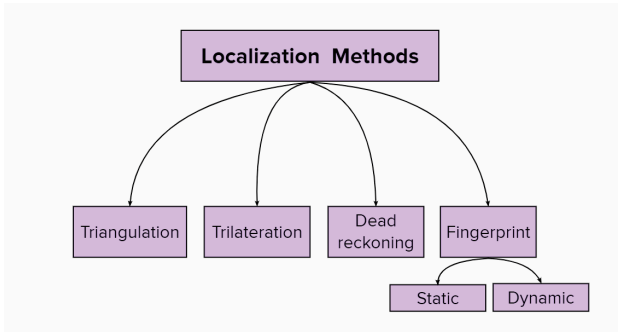 Localization Methods
Triangulation
Trilateration
Dead
reckoning
Fingerprint
Static
Dynamic